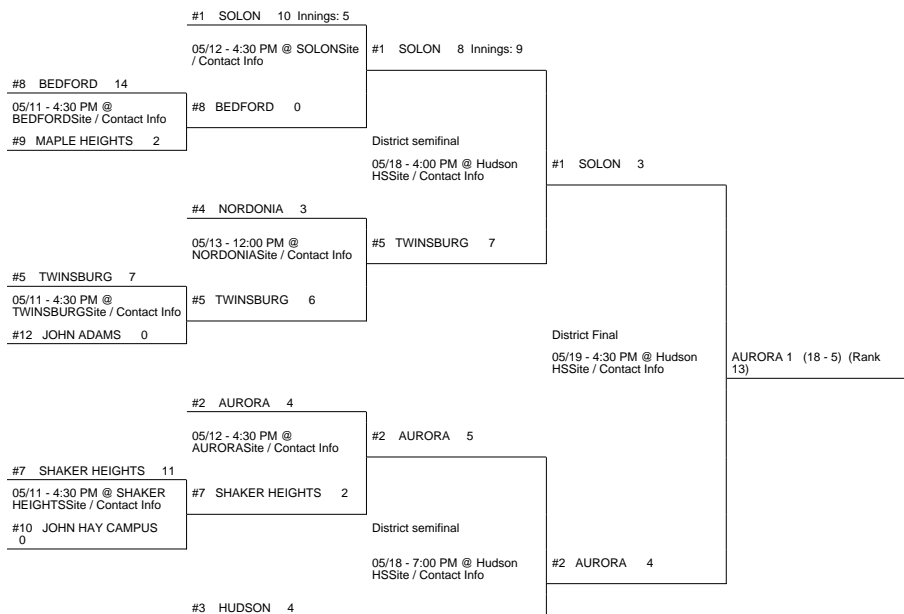 #1 SOLON 10 Innings: 5
05/12 - 4:30 PM @ SOLONSite
/ Contact Info
#1 SOLON 8 Innings: 9
#8 BEDFORD 14
05/11 - 4:30 PM @
BEDFORDSite / Contact Info
#8 BEDFORD 0
#9 MAPLE HEIGHTS 2
District semifinal
05/18 - 4:00 PM @ Hudson
HSSite / Contact Info
#1 SOLON 3
#4 NORDONIA 3
05/13 - 12:00 PM @
NORDONIASite / Contact Info
#5 TWINSBURG 7
#5 TWINSBURG 7
05/11 - 4:30 PM @
TWINSBURGSite / Contact Info
#5 TWINSBURG 6
#12 JOHN ADAMS 0
District Final
05/19 - 4:30 PM @ Hudson
HSSite / Contact Info
AURORA 1 (18 - 5) (Rank
13)
#2 AURORA 4
05/12 - 4:30 PM @
AURORASite / Contact Info
#2 AURORA 5
#7 SHAKER HEIGHTS 11
05/11 - 4:30 PM @ SHAKER
HEIGHTSSite / Contact Info
#7 SHAKER HEIGHTS 2
#10 JOHN HAY CAMPUS
0
District semifinal
05/18 - 7:00 PM @ Hudson
HSSite / Contact Info
#2 AURORA 4
#3 HUDSON 4